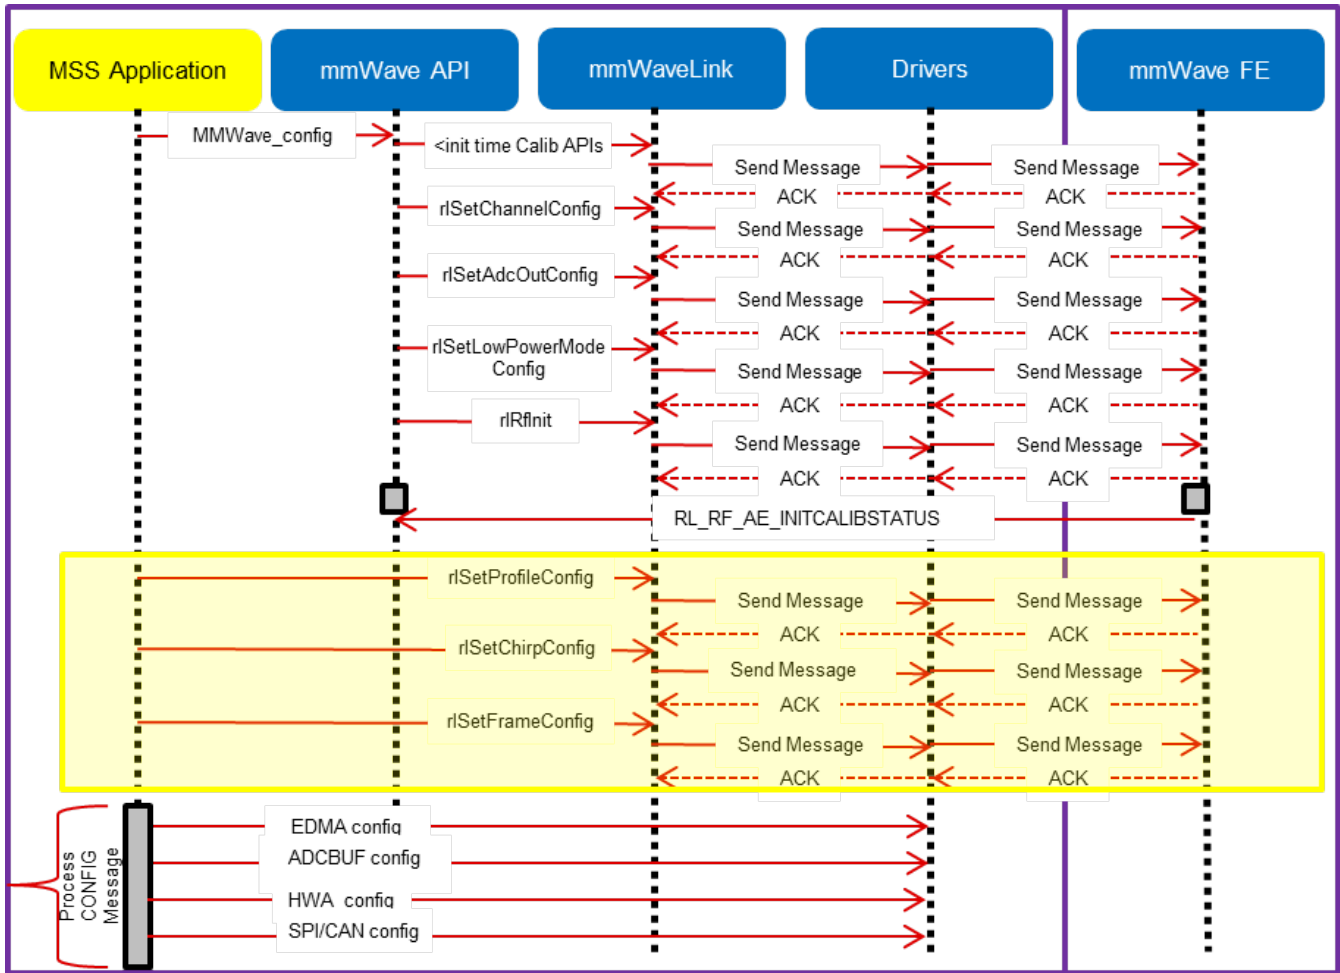 MSS Application
mmWave API
mmWaveLink
Drivers
mmWave FE
MMWave_config
<init time Calib APIs
Send Message
Send Message
ACK
ACK
rlSetChannelConfig
Send Message
Send Message
ACK
ACK
rlSetAdcOutConfig
Send Message
Send Message
ACK
ACK
rlSetLowPowerMode
Config
Send Message
Send Message
ACK
ACK
rlRfInit
Send Message
Send Message
ACK
ACK
RL_RF_AE_INITCALIBSTATUS
rlSetProfileConfig
Send Message
Send Message
ACK
ACK
rlSetChirpConfig
Send Message
Send Message
ACK
ACK
rlSetFrameConfig
Send Message
Send Message
ACK
ACK
Process
CONFIG
Message
EDMA config
ADCBUF config
HWA config
SPI/CAN config